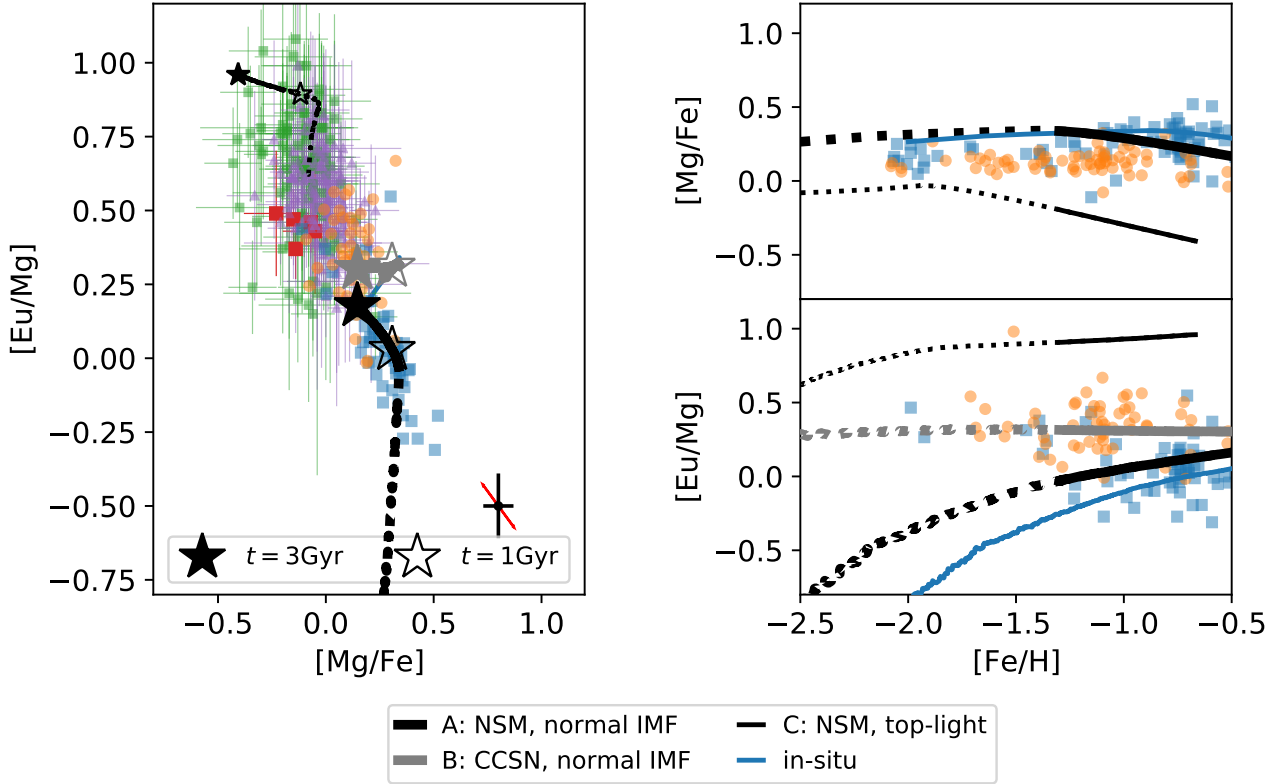 1.00
0.75
0.50
0.25
0.00
−0.25
−0.50
−0.75
[Eu/Mg]
t = 3Gyr
t = 1Gyr
−0.5
0.0
0.5
1.0
[Mg/Fe]
1.0
0.5
0.0
−0.5
[Mg/Fe]
1.0
0.5
0.0
−0.5
[Eu/Mg]
−2.5
−2.0
−1.5
−1.0
−0.5
[Fe/H]
A: NSM, normal IMF
B: CCSN, normal IMF
C: NSM, top-light
in-situ